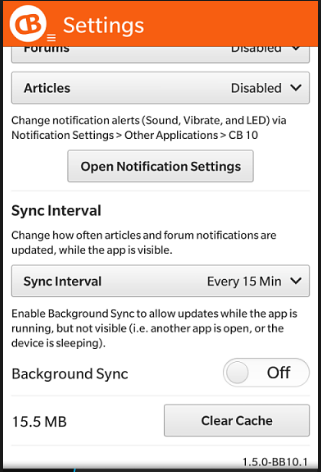 CB Settings
Forums Disabled
Articles Disabled
Change notification alerts (Sound, Vibrate, and LED) via
Notification Settings > Other Applications > CB 10
Open Notification Settings
Sync Interval
Change how often articles and forum notifications are
updated, while the app is visible.
Sync Interval Every 15 Min
Enable Background Sync to allow updates while the app is
running, but not visible (i.e. another app is open, or the
device is sleeping).
Background Sync Off
15.5 MB Clear Cache
1.5.0-BB10.1